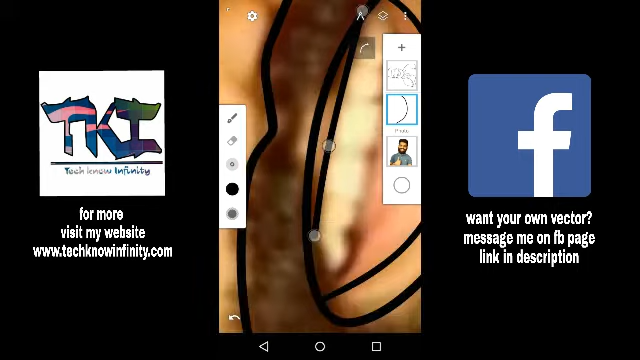 TKI
Tech know Infinity
for more
visit my website
www.techknowinfinity.com
Photo
f
want your own vector?
message me on fb page
link in description